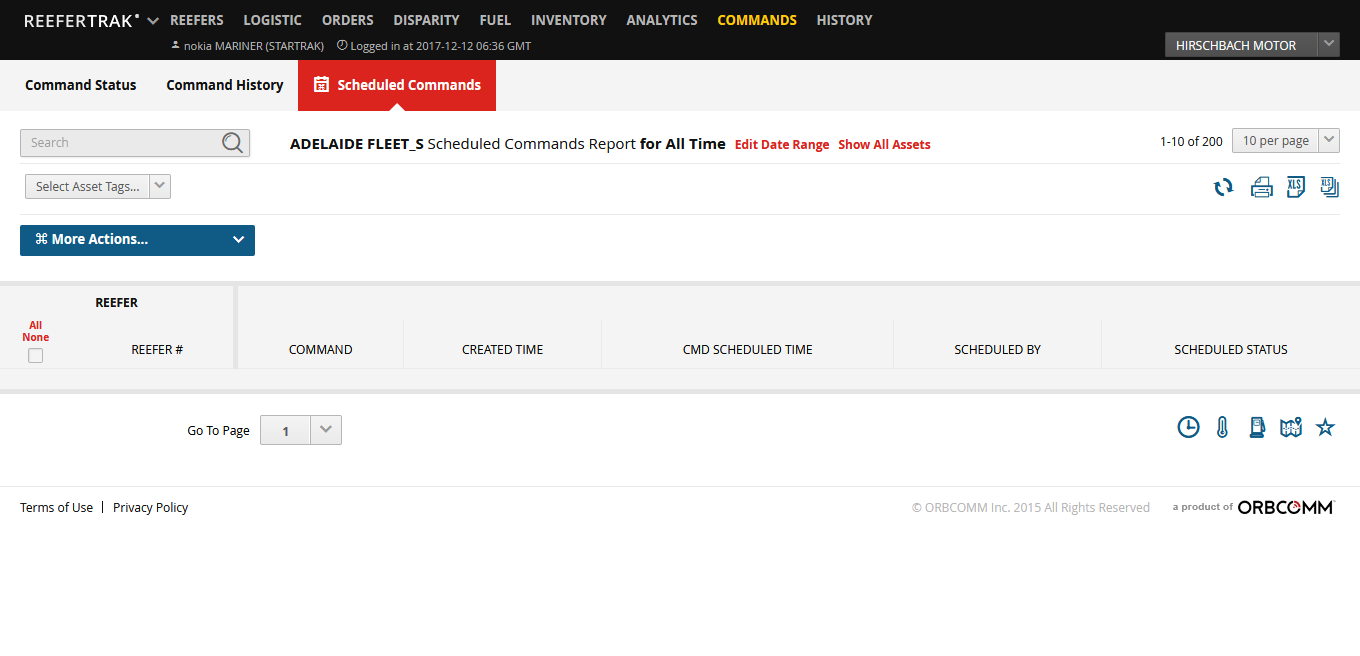 REEFERTRAK
REEFERS LOGISTIC ORDERS DISPARITY FUEL INVENTORY ANALYTICS COMMANDS HISTORY
nokia MARINER (STARTRAK) Logged in at 2017-12-12 06:36 GMT
HIRSCHBACH MOTOR
Command Status Command History Scheduled Commands
Search
ADELAIDE FLEET_S Scheduled Commands Report for All Time Edit Date Range Show All Assets
1-10 of 200 10 per page
Select Asset Tags...
XLS XLS
⌘ More Actions...
REEFER
All
None
REEFER # COMMAND CREATED TIME CMD SCHEDULED TIME SCHEDULED BY SCHEDULED STATUS
Go To Page 1
Terms of Use | Privacy Policy
© ORBCOMM Inc. 2015 All Rights Reserved a product of ORBCOMM